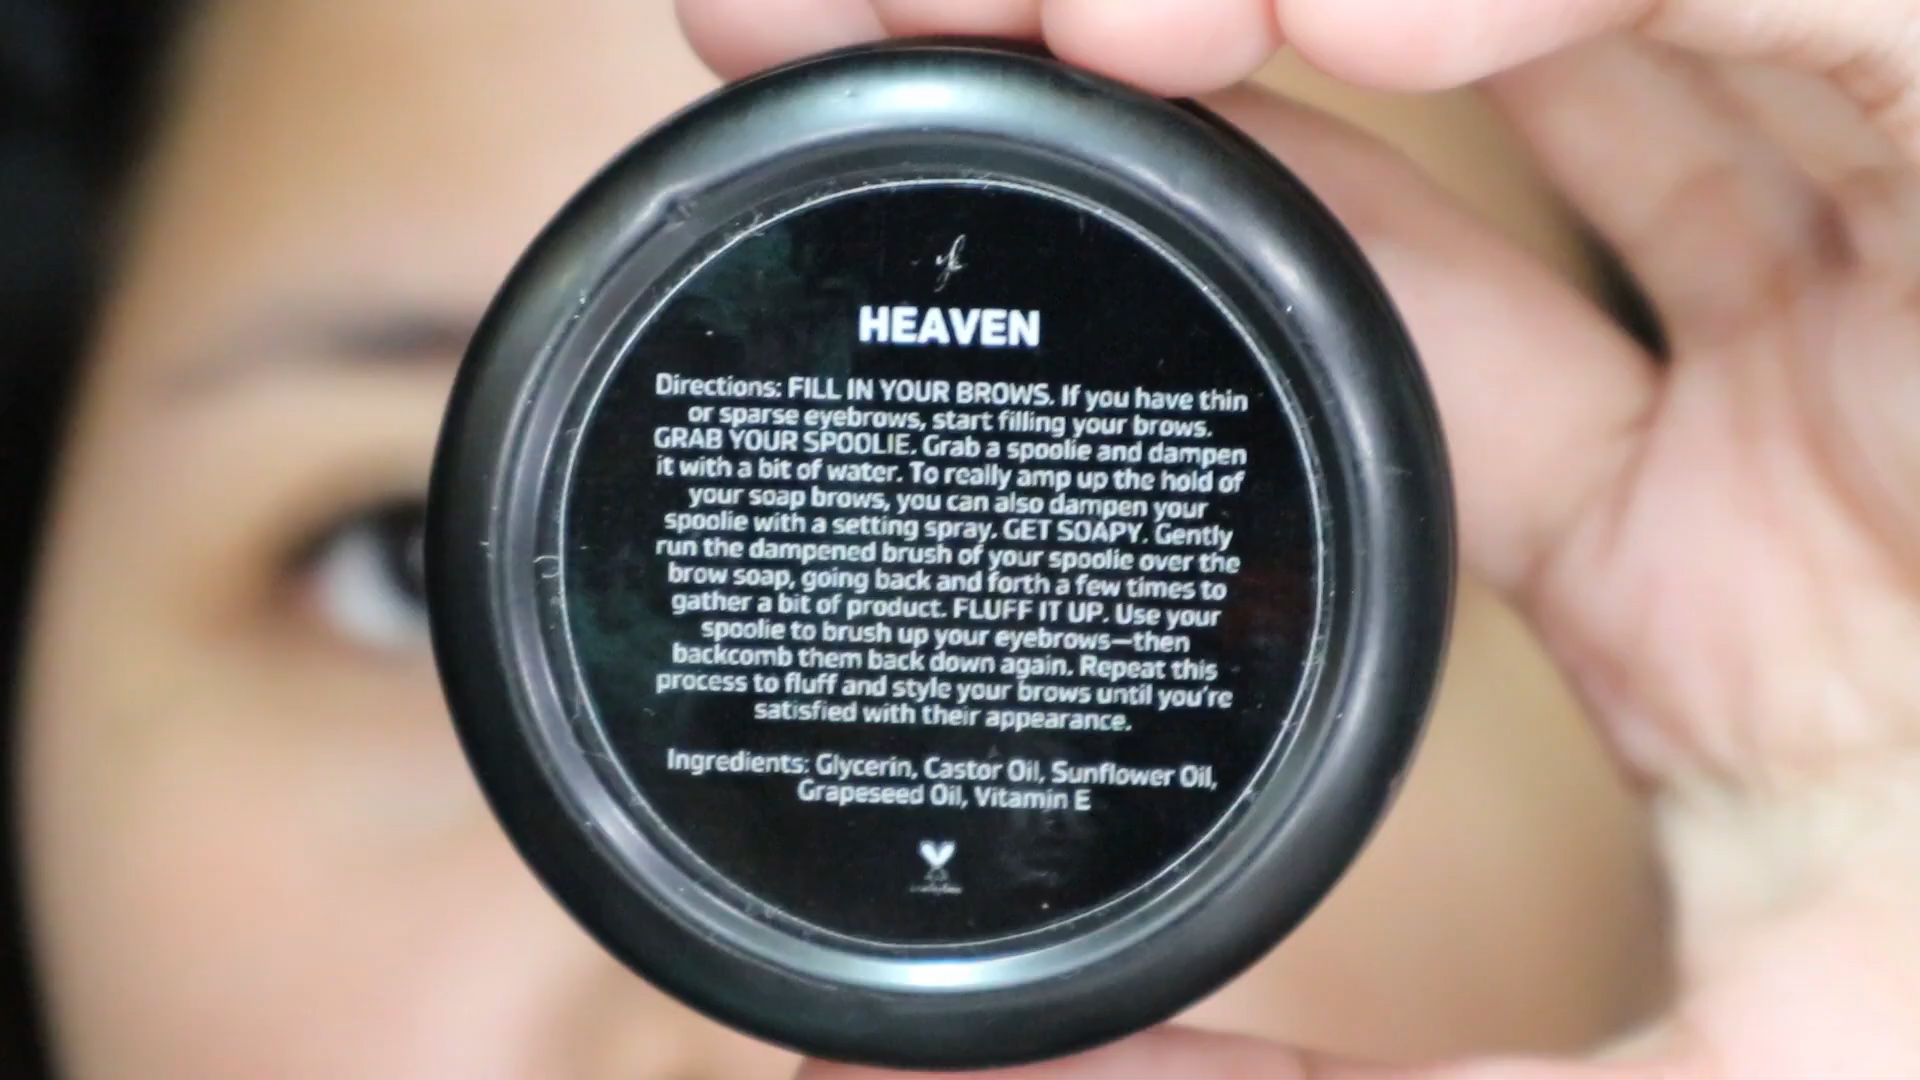 HEAVEN
Directions: FILL IN YOUR BROWS. If you have thin
or sparse eyebrows, start filling your brows.
GRAB YOUR SPOOLIE. Grab a spoolie and dampen
it with a bit of water. To really amp up the hold of
your soap brows, you can also dampen your
spoolie with a setting spray. GET SOAPY. Gently
run the dampened brush of your spoolie over the
brow soap, going back and forth a few times to
gather a bit of product. FLUFF IT UP. Use your
spoolie to brush up your eyebrows—then
backcomb them back down again. Repeat this
process to fluff and style your brows until you're
satisfied with their appearance.
Ingredients: Glycerin, Castor Oil, Sunflower Oil,
Grapeseed Oil, Vitamin E